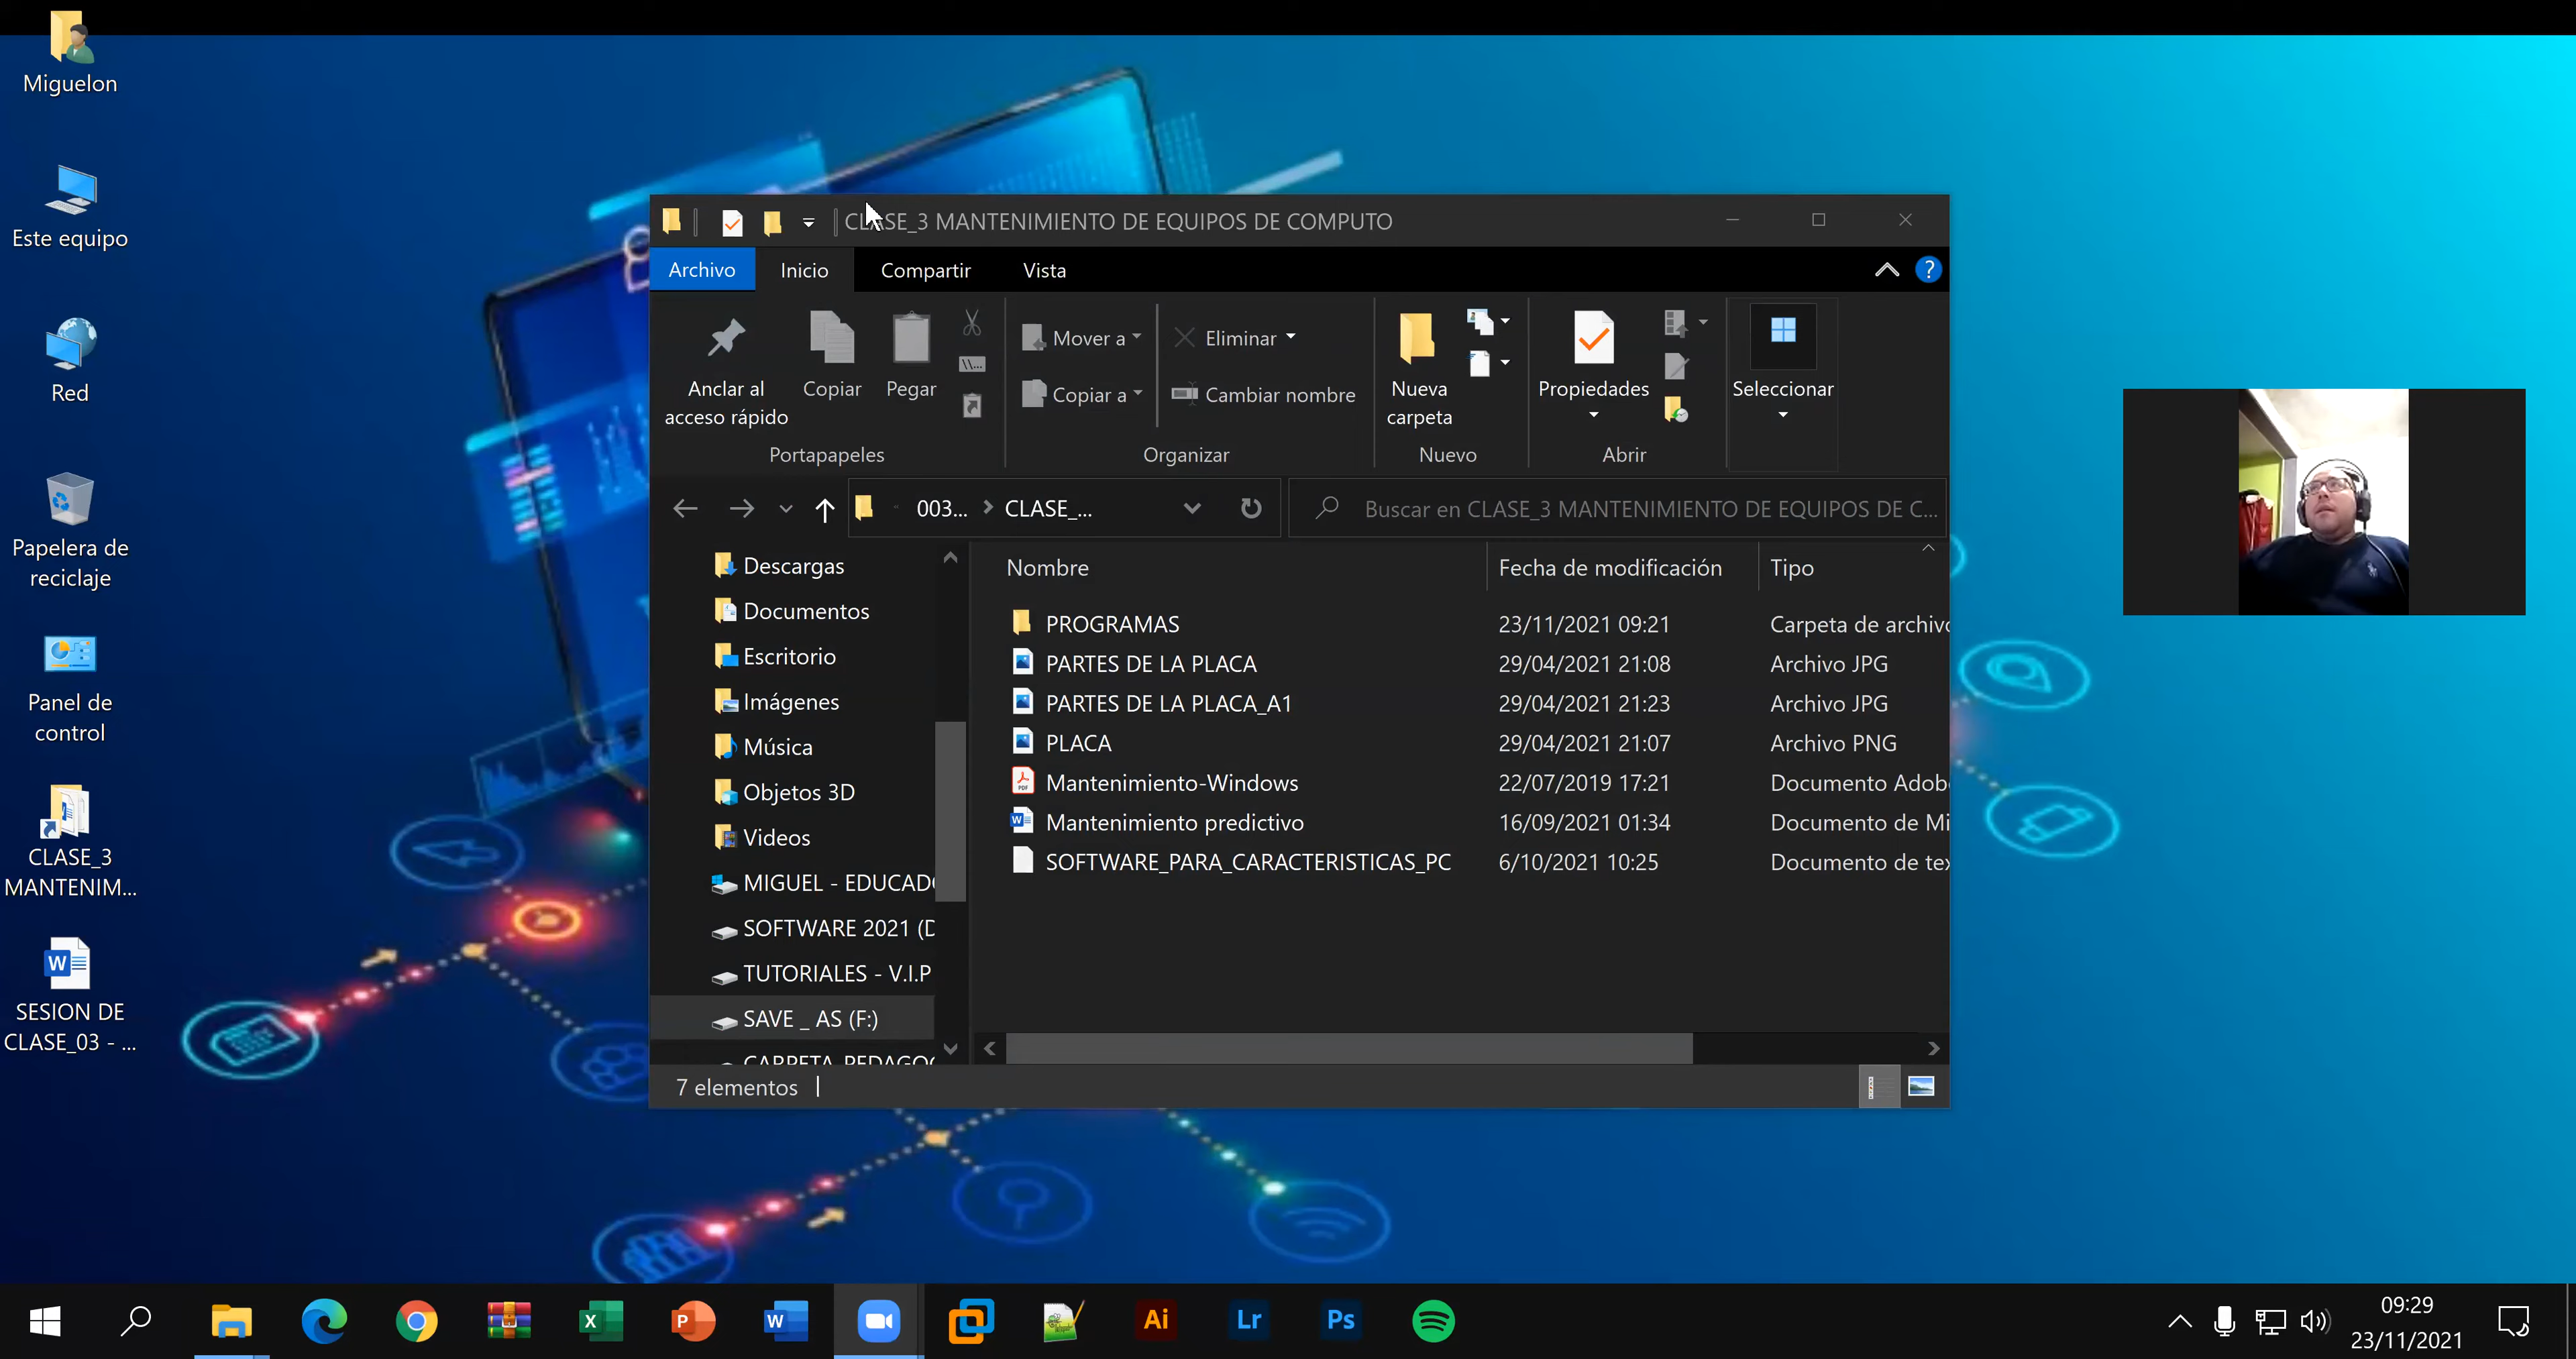 Miguelon
Este equipo
Red
Papelera de
reciclaje
Panel de
control
CLASE_3
MANTENIM...
SESION DE
CLASE_03 - ...
CLASE_3 MANTENIMIENTO DE EQUIPOS DE COMPUTO
Archivo
Inicio
Compartir
Vista
?
Anclar al
acceso rápido
Copiar
Pegar
Portapapeles
Mover a
Copiar a
Eliminar
Cambiar nombre
Organizar
Nueva
carpeta
Nuevo
Propiedades
Abrir
Seleccionar
003...
CLASE_...
Buscar en CLASE_3 MANTENIMIENTO DE EQUIPOS DE C...
Descargas
Documentos
Escritorio
Imágenes
Música
Objetos 3D
Videos
MIGUEL - EDUCADO
SOFTWARE 2021 (D
TUTORIALES - V.I.P
SAVE _ AS (F:)
CARPETA PEDAGOG
Nombre Fecha de modificación Tipo
PROGRAMAS 23/11/2021 09:21 Carpeta de archivo
PARTES DE LA PLACA 29/04/2021 21:08 Archivo JPG
PARTES DE LA PLACA_A1 29/04/2021 21:23 Archivo JPG
PLACA 29/04/2021 21:07 Archivo PNG
Mantenimiento-Windows 22/07/2019 17:21 Documento Adobe
Mantenimiento predictivo 16/09/2021 01:34 Documento de Mi
SOFTWARE_PARA_CARACTERISTICAS_PC 6/10/2021 10:25 Documento de tex
7 elementos
Ai
Lr
Ps
09:29
23/11/2021